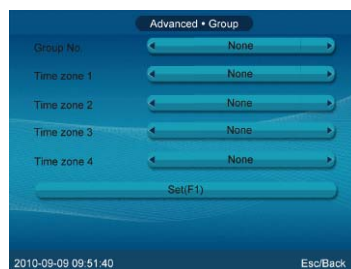 Advanced • Group
Group No. None
Time zone 1 None
Time zone 2 None
Time zone 3 None
Time zone 4 None
Set(F1)
2010-09-09 09:51:40 Esc/Back